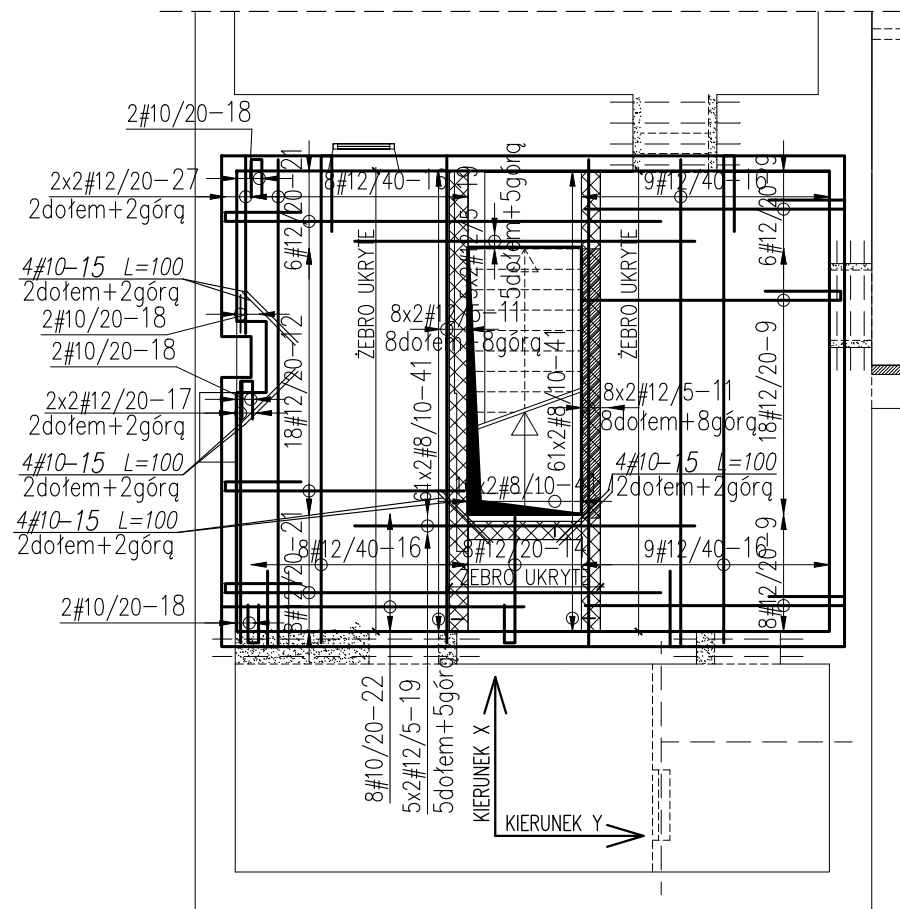 2#10/20-18
2x2#12/20-27
2dołem+2górą
4#10-15 L=100
2dołem+2górą
2#10/20-18
2#10/20-18
2x2#12/20-17
2dołem+2górą
4#10-15 L=100
2dołem+2górą
4#10-15 L=100
2dołem+2górą
2#10/20-18
6#12/20-21
18#12/20-12
8#12/20-21
9#12/40-16
ŻEBRO UKRYTE
5dołem+5górą
8dołem+8górą
61x2#8/10-41
61x2#8/10-41
ŻEBRO UKRYTE
8x2#12/5-11
8dołem+8górą
4#10-15 L=100
2dołem+2górą
6#12/20-9
18#12/20-9
8#12/20-9
8#12/40-16
8#12/20-14
9#12/40-16
ŻEBRO UKRYTE
8#10/20-22
5x2#12/5-19
5dołem+5górą
KIERUNEK X
KIERUNEK Y